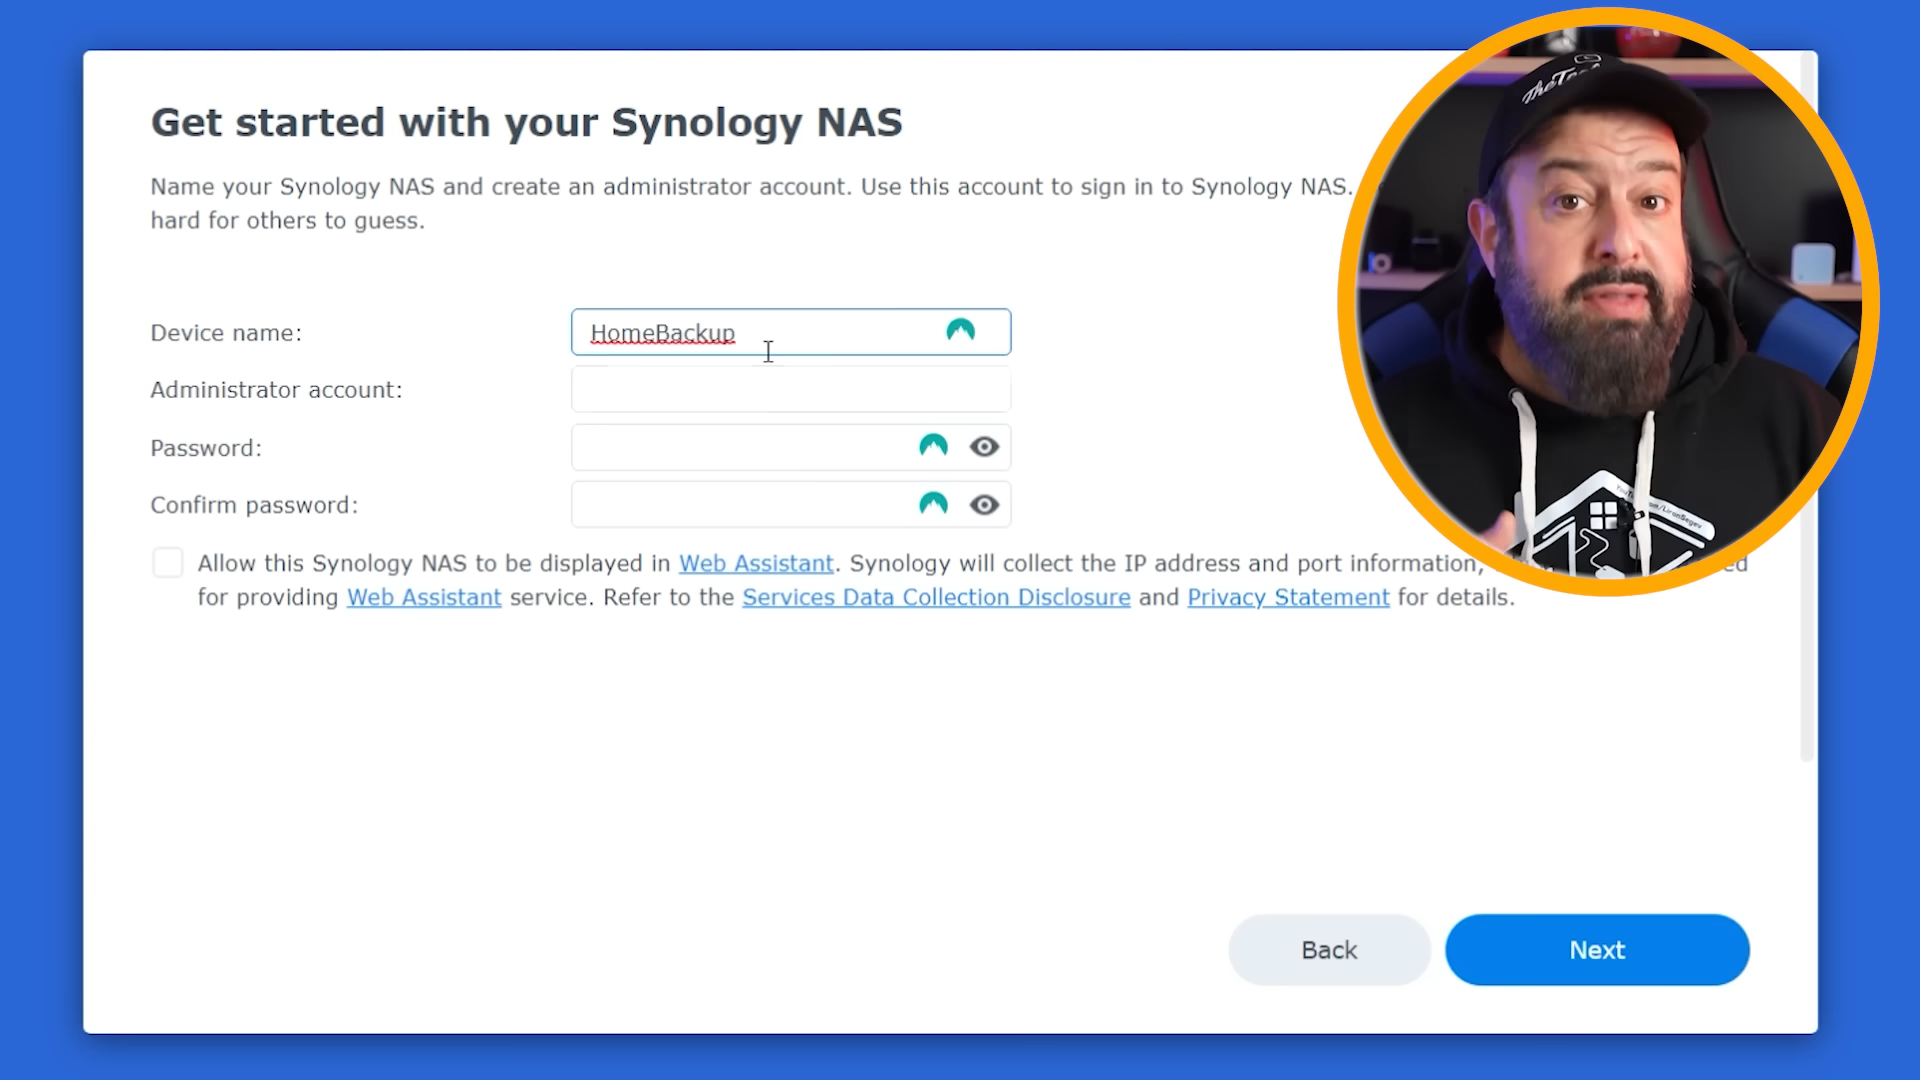 Get started with your Synology NAS
Name your Synology NAS and create an administrator account. Use this account to sign in to Synology NAS.
hard for others to guess.
Device name:
HomeBackup
Administrator account:
Password:
Confirm password:
Allow this Synology NAS to be displayed in Web Assistant. Synology will collect the IP address and port information,
for providing Web Assistant service. Refer to the Services Data Collection Disclosure and Privacy Statement for details.
Back
Next